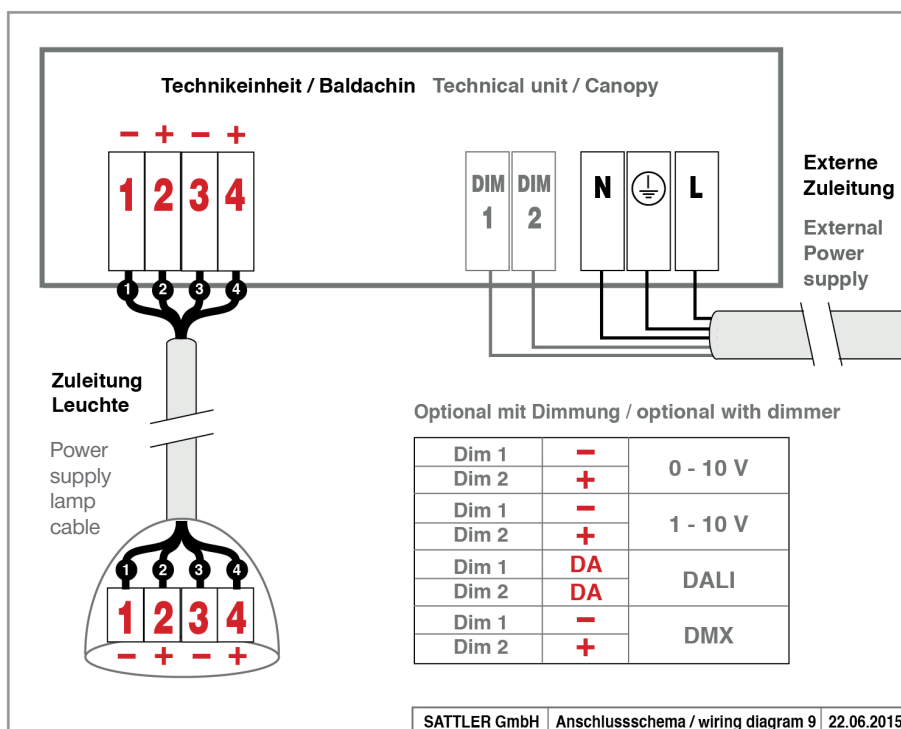 Technikeinheit / Baldachin Technical unit / Canopy
− + − +
1 2 3 4
DIM 1 DIM 2 N L
Externe
Zuleitung
External
Power
supply
1 2 3 4
Zuleitung
Leuchte
Power
supply
lamp
cable
1 2 3 4
1 2 3 4
− + − +
Optional mit Dimmung / optional with dimmer
Dim 1 − 0 - 10 V
Dim 2 +
Dim 1 − 1 - 10 V
Dim 2 +
Dim 1 DA DALI
Dim 2 DA
Dim 1 − DMX
Dim 2 +
SATTLER GmbH Anschlussschema / wiring diagram 9 22.06.2015